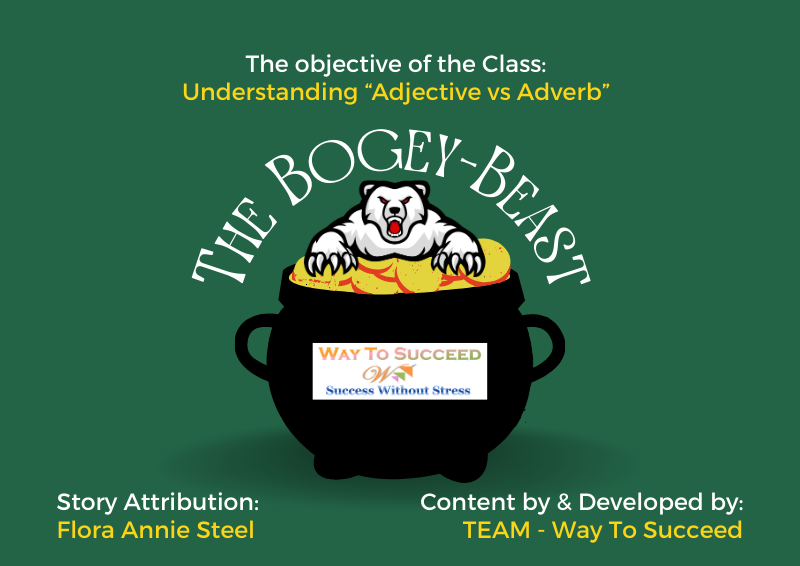 The objective of the Class:
Understanding “Adjective vs Adverb”
The Bogey-Beast
Way To Succeed
W
Success Without Stress
Story Attribution:
Flora Annie Steel
Content by & Developed by:
TEAM - Way To Succeed